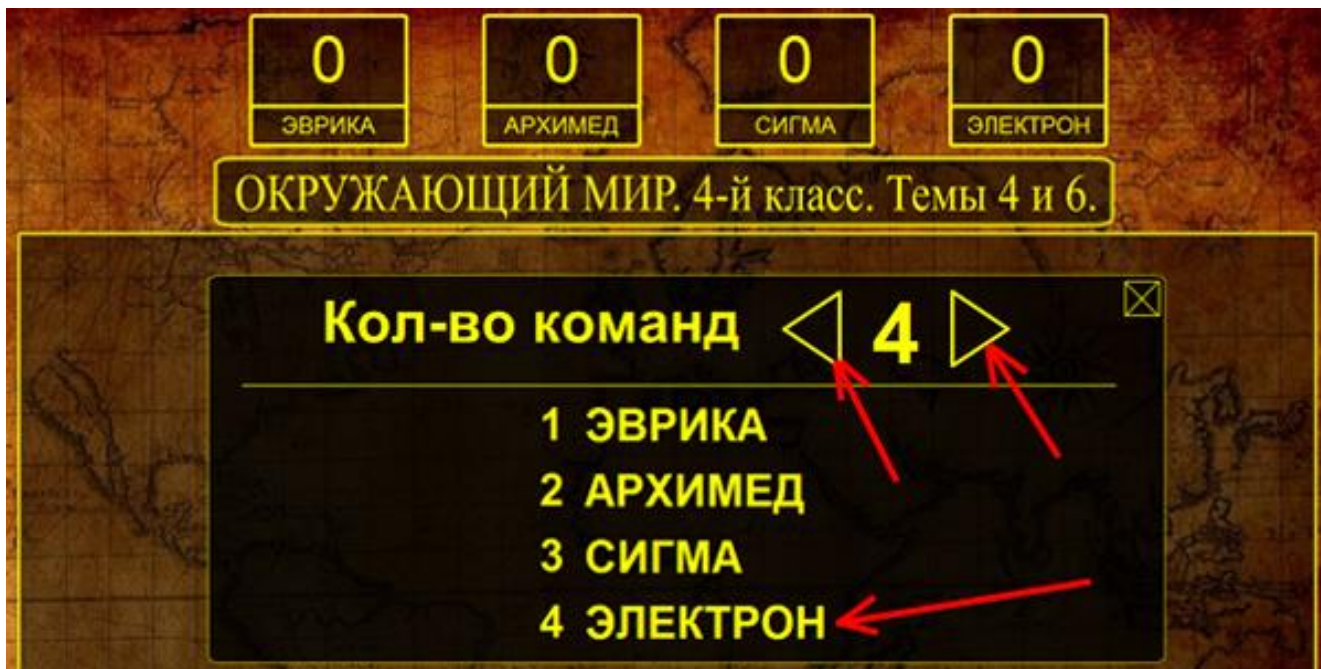 0 0 0 0
ЭВРИКА АРХИМЕД СИГМА ЭЛЕКТРОН
ОКРУЖАЮЩИЙ МИР. 4-й класс. Темы 4 и 6.
Кол-во команд 4
1 ЭВРИКА
2 АРХИМЕД
3 СИГМА
4 ЭЛЕКТРОН